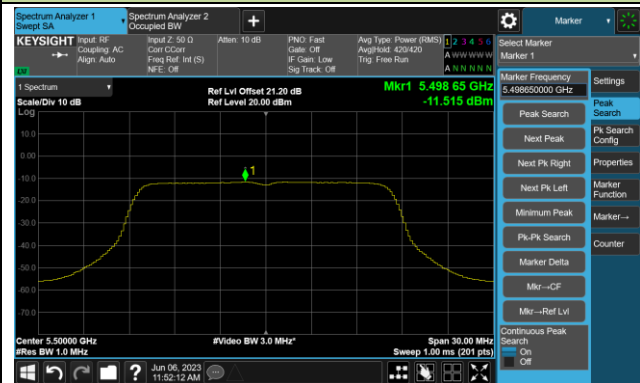 Spectrum Analyzer 1
Swept SA
Spectrum Analyzer 2
Occupied BW
Marker
KEYSIGHT
Input: RF
Coupling: AC
Align: Auto
Input Z: 50 Ω
Corr CCorr
Freq Ref: Int (S)
NFE: Off
Atten: 10 dB
PNO: Fast
Gate: Off
IF Gain: Low
Sig Track: Off
Avg Type: Power (RMS)
Avg|Hold: 420/420
Trig: Free Run
1 2 3 4 5 6
A W W W W W
A N N N N N
Select Marker
Marker 1
1 Spectrum
Scale/Div 10 dB
Log
Ref Lvl Offset 21.20 dB
Ref Level 20.00 dBm
Mkr1 5.498 65 GHz
-11.515 dBm
10.0
0.00
-10.0
-20.0
-30.0
-40.0
-50.0
-60.0
-70.0
1
Center 5.50000 GHz
#Res BW 1.0 MHz
#Video BW 3.0 MHz*
Span 30.00 MHz
Sweep 1.00 ms (201 pts)
Marker Frequency
5.498650000 GHz
Peak Search
Next Peak
Next Pk Right
Next Pk Left
Minimum Peak
Pk-Pk Search
Marker Delta
Mkr→CF
Mkr→Ref Lvl
Continuous Peak
Search
On
Off
Settings
Peak
Search
Pk Search
Config
Properties
Marker
Function
Marker→
Counter
?
Jun 06, 2023
11:52:12 AM